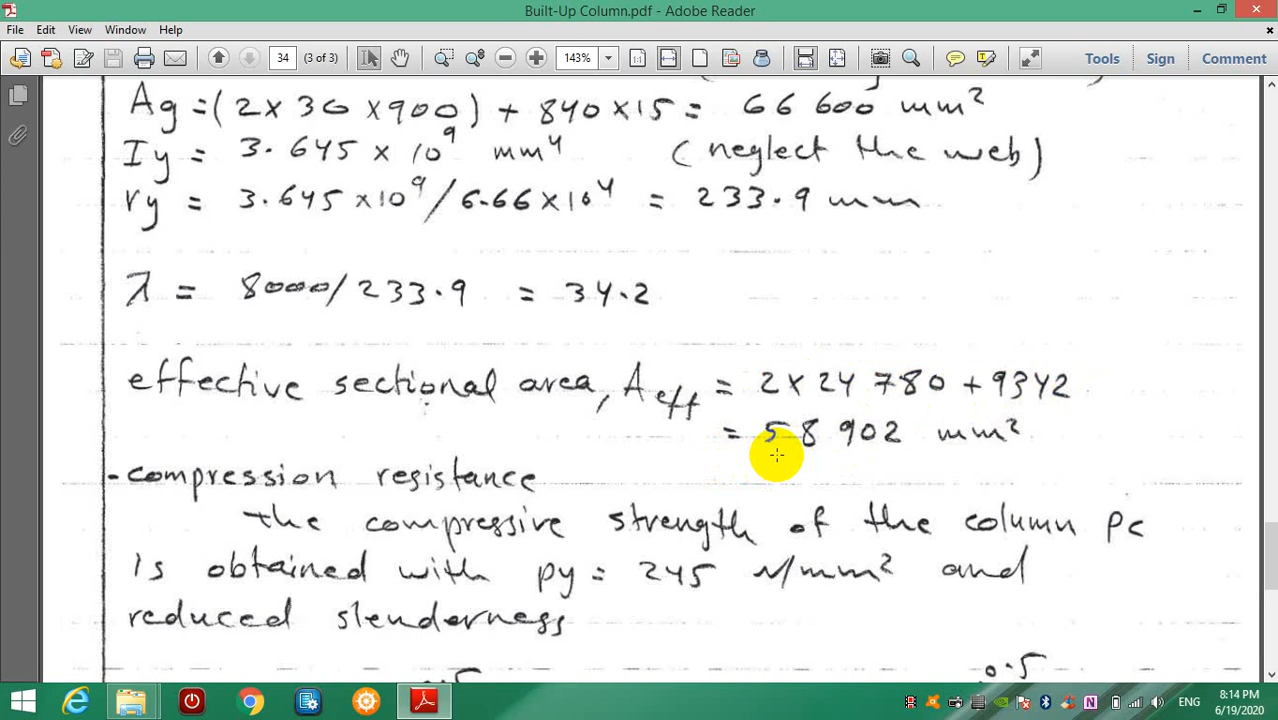 Built-Up Column.pdf - Adobe Reader
File Edit View Window Help
34 (3 of 3) 143% Tools Sign Comment
Ag = (2 x 30 x 900) + 840 x 15 = 66 600 mm²
Iy = 3.645 x 10⁹ mm⁴ (neglect the web)
ry = 3.645 x10⁹/6.66 x 10⁴ = 233.9 mm
λ = 8000/233.9 = 34.2
effective sectional area, Aeff = 2 x 24 780 + 9342
= 58 902 mm²
- compression resistance
the compressive strength of the column Pc
is obtained with py = 245 N/mm² and
reduced slenderness
0.5
ENG
8:14 PM
6/19/2020